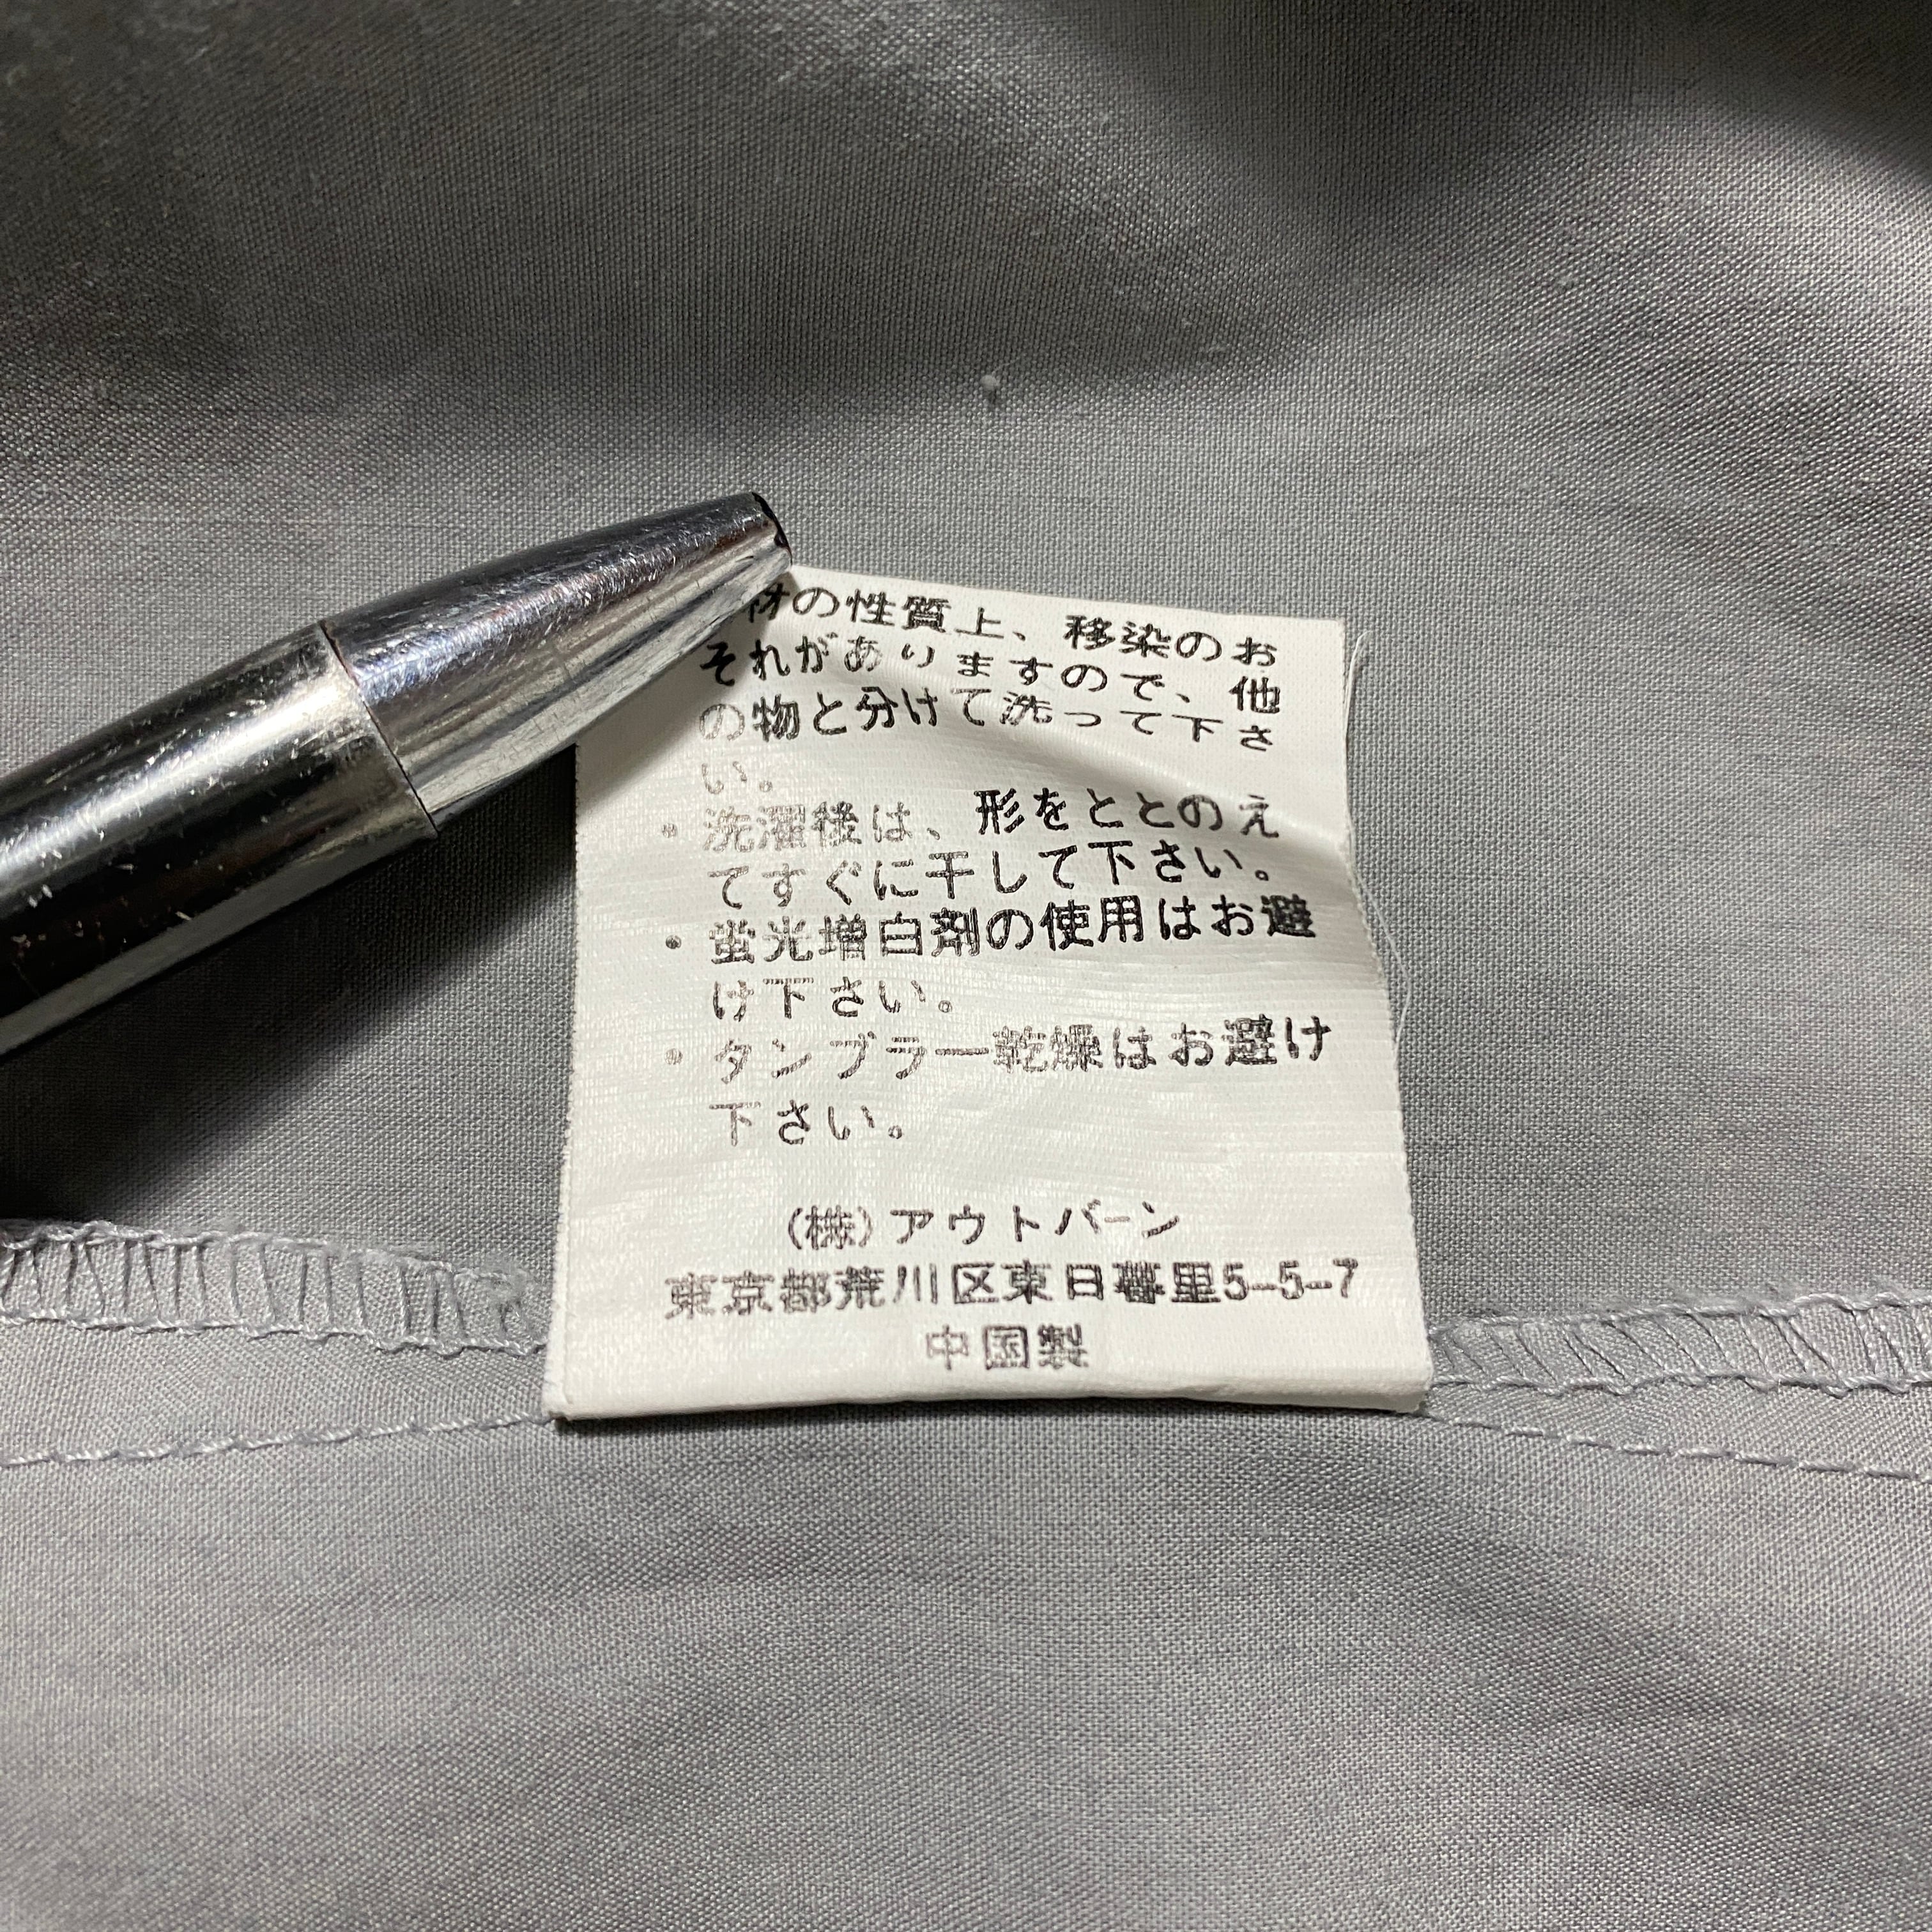 材の性質上、移染のお
それがありますので、他
の物と分けて洗って下さ
い。
・洗濯後は、形をととのえ
てすぐに干して下さい。
・蛍光増白剤の使用はお避
け下さい。
・タンブラー乾燥はお避け
下さい。
(株)アウトバーン
東京都荒川区東日暮里5-5-7
中国製